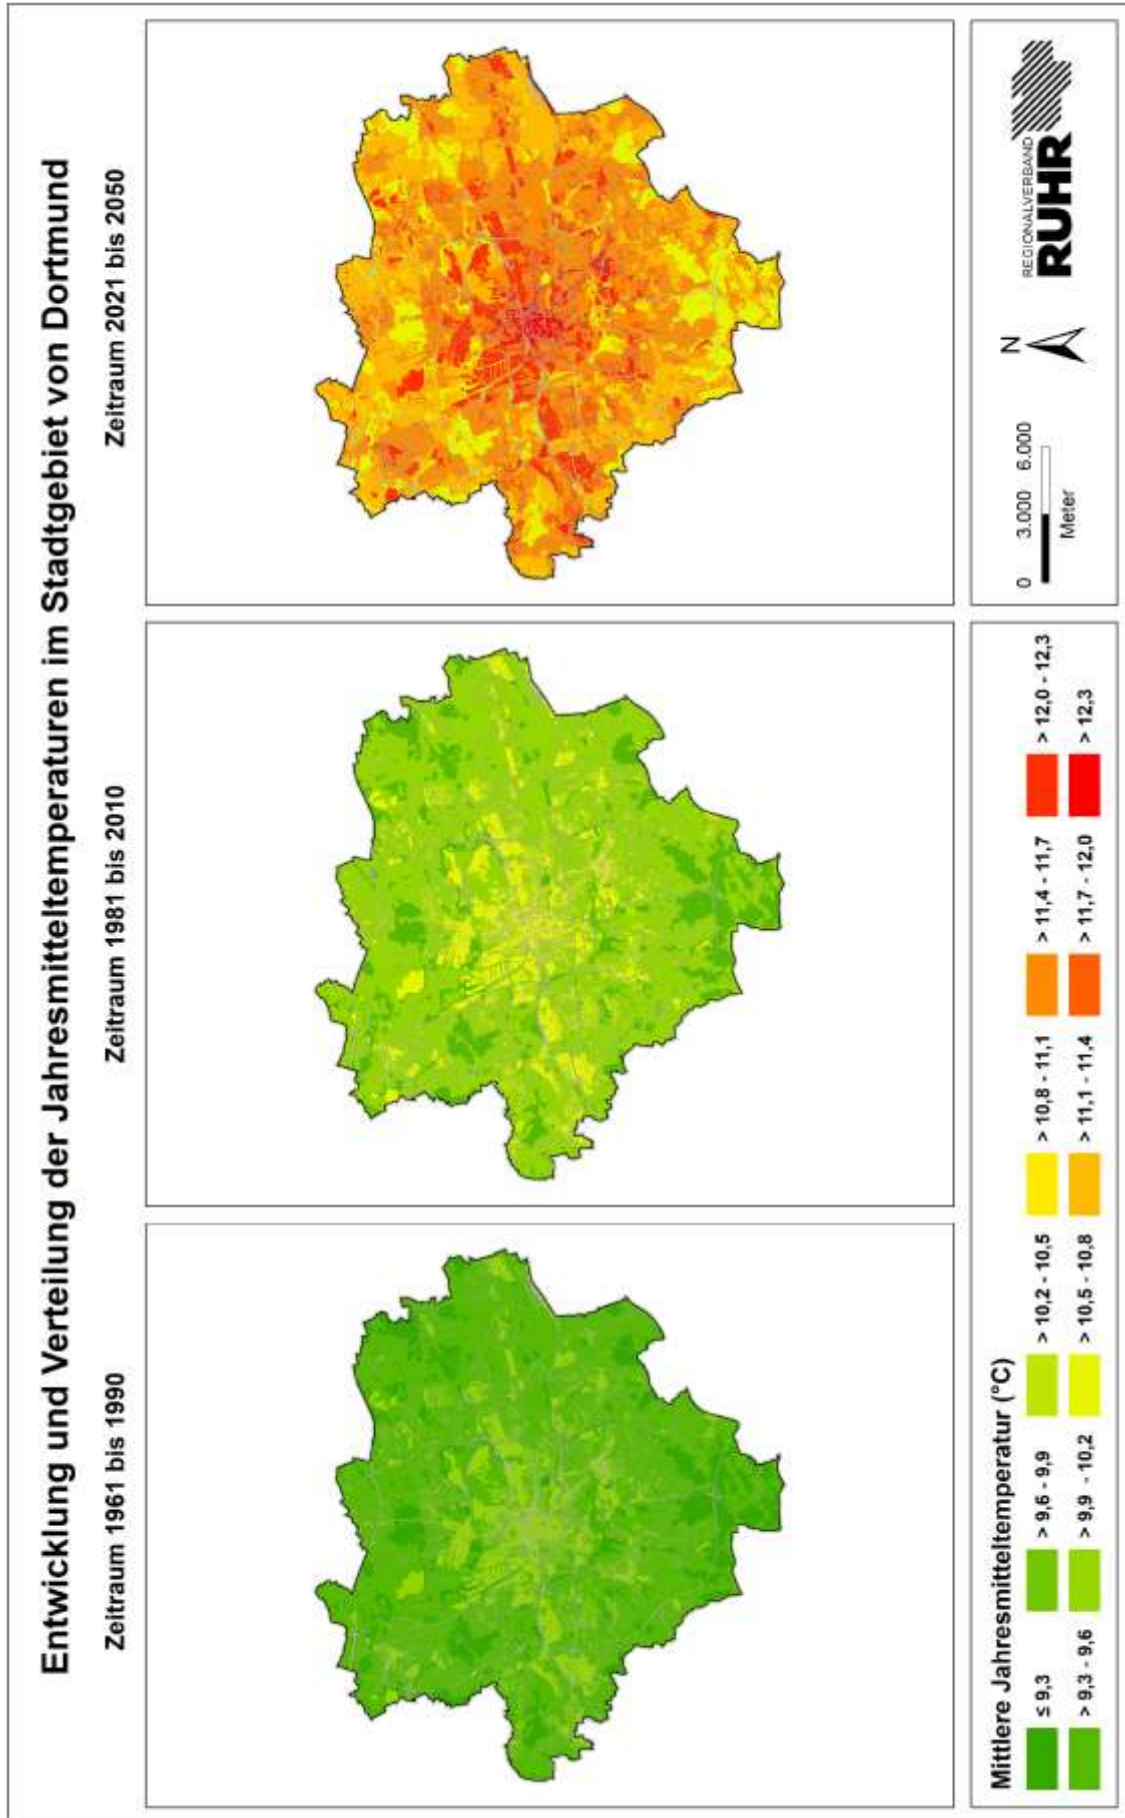 Entwicklung und Verteilung der Jahresmitteltemperaturen im Stadtgebiet von Dortmund
Zeitraum 1961 bis 1990
Zeitraum 1981 bis 2010
Zeitraum 2021 bis 2050
Mittlere Jahresmitteltemperatur (°C)
≤ 9,3
> 9,6 - 9,9
> 10,2 - 10,5
> 10,8 - 11,1
> 11,4 - 11,7
> 12,0 - 12,3
> 9,3 - 9,6
> 9,9 - 10,2
> 10,5 - 10,8
> 11,1 - 11,4
> 11,7 - 12,0
> 12,3
0 3.000 6.000
Meter
N
REGIONALVERBAND
RUHR